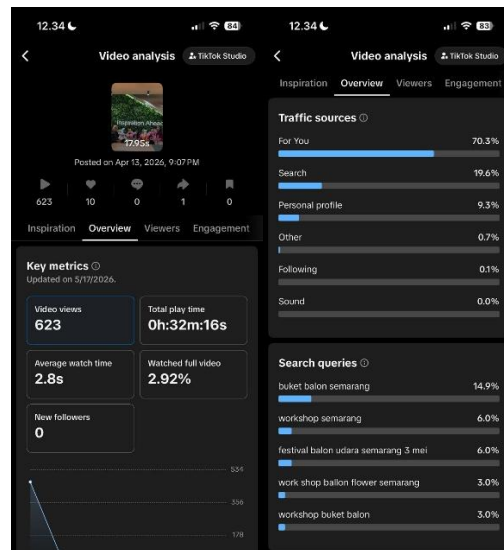 12.34
84
Video analysis
TikTok Studio
Inspiration Ahead
17.95s
Posted on Apr 13, 2026, 9:07 PM
623
10
0
1
0
Inspiration
Overview
Viewers
Engagement
Key metrics
Updated on 5/17/2026.
Video views
623
Total play time
0h:32m:16s
Average watch time
2.8s
Watched full video
2.92%
New followers
0
534
356
178
12.34
83
Video analysis
TikTok Studio
Inspiration
Overview
Viewers
Engagement
Traffic sources
For You
70.3%
Search
19.6%
Personal profile
9.3%
Other
0.7%
Following
0.1%
Sound
0.0%
Search queries
buket balon semarang
14.9%
workshop semarang
6.0%
festival balon udara semarang 3 mei
6.0%
work shop ballon flower semarang
3.0%
workshop buket balon
3.0%